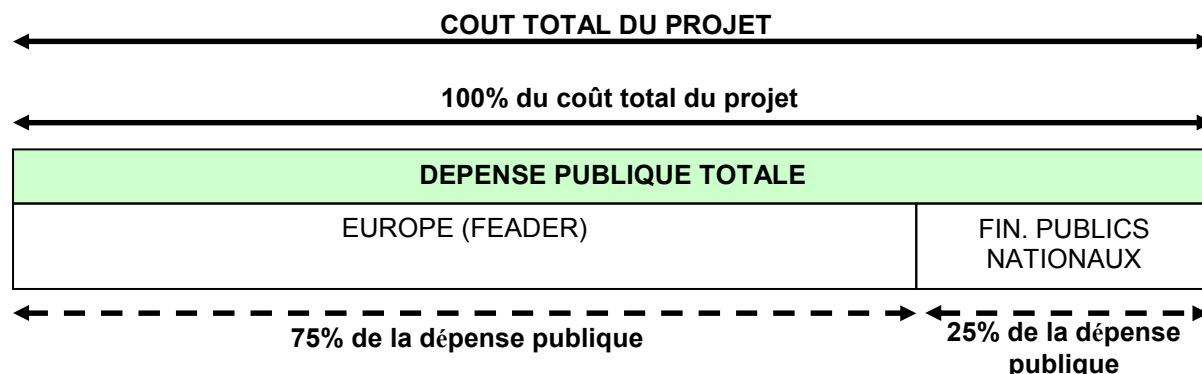 COUT TOTAL DU PROJET
100% du coût total du projet
DEPENSE PUBLIQUE TOTALE
EUROPE (FEADER)
FIN. PUBLICS
NATIONAUX
75% de la dépense publique
25% de la dépense
publique